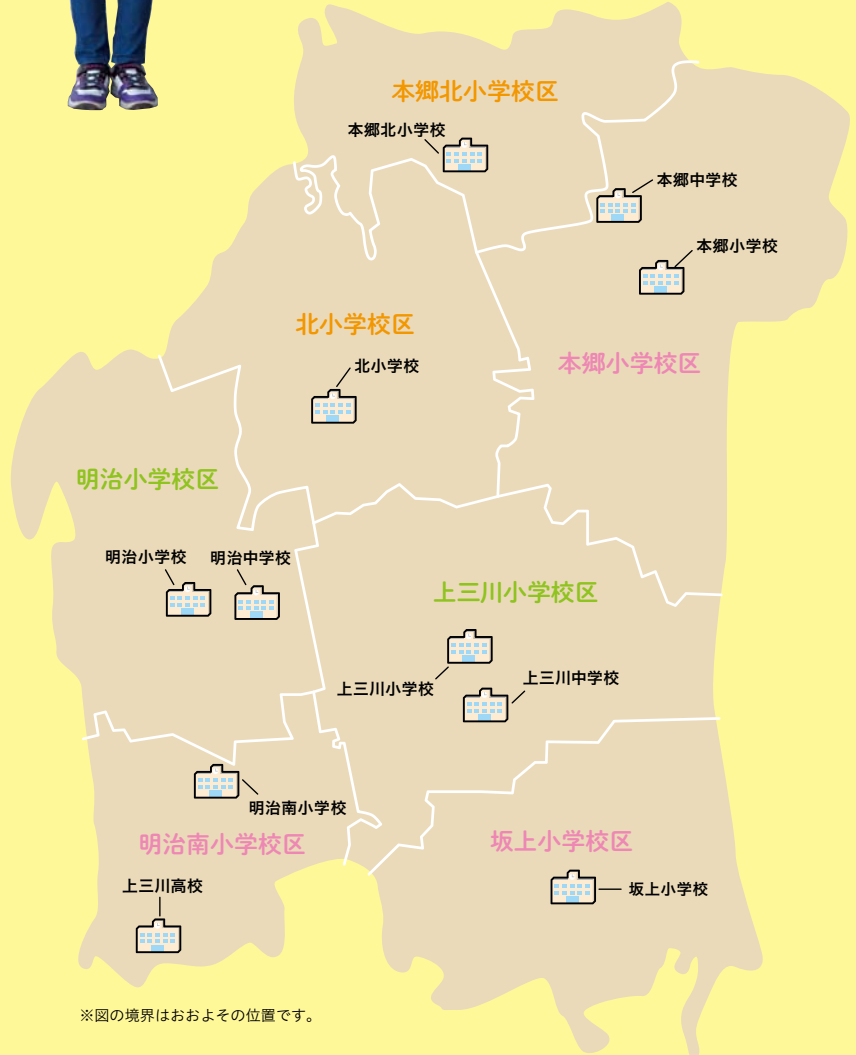 本郷北小学校区
本郷北小学校
本郷中学校
本郷小学校
北小学校区
本郷小学校区
北小学校
明治小学校区
明治小学校
明治中学校
上三川小学校区
上三川小学校
上三川中学校
明治南小学校
明治南小学校区
坂上小学校区
上三川高校
坂上小学校
※図の境界はおおよその位置です。